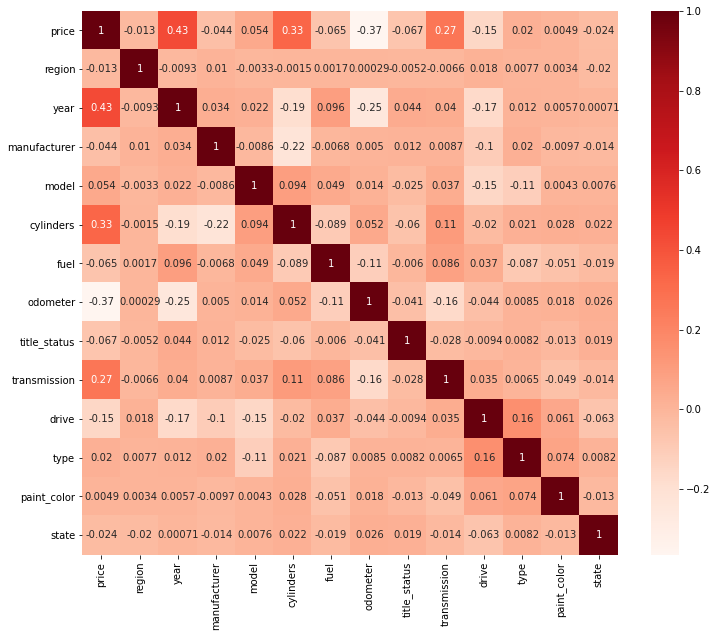 price 1 -0.013 0.43 -0.044 0.054 0.33 -0.065 -0.37 -0.067 0.27 -0.15 0.02 0.0049 -0.024
region -0.013 1 -0.0093 0.01 -0.0033 -0.0015 0.0017 0.00029 -0.0052 -0.0066 0.018 0.0077 0.0034 -0.02
year 0.43 -0.0093 1 0.034 0.022 -0.19 0.096 -0.25 0.044 0.04 -0.17 0.012 0.0057 0.00071
manufacturer -0.044 0.01 0.034 1 -0.0086 -0.22 -0.0068 0.005 0.012 0.0087 -0.1 0.02 -0.0097 -0.014
model 0.054 -0.0033 0.022 -0.0086 1 0.094 0.049 0.014 -0.025 0.037 -0.15 -0.11 0.0043 0.0076
cylinders 0.33 -0.0015 -0.19 -0.22 0.094 1 -0.089 0.052 -0.06 0.11 -0.02 0.021 0.028 0.022
fuel -0.065 0.0017 0.096 -0.0068 0.049 -0.089 1 -0.11 -0.006 0.086 0.037 -0.087 -0.051 -0.019
odometer -0.37 0.00029 -0.25 0.005 0.014 0.052 -0.11 1 -0.041 -0.16 -0.044 0.0085 0.018 0.026
title_status -0.067 -0.0052 0.044 0.012 -0.025 -0.06 -0.006 -0.041 1 -0.028 -0.0094 0.0082 -0.013 0.019
transmission 0.27 -0.0066 0.04 0.0087 0.037 0.11 0.086 -0.16 -0.028 1 0.035 0.0065 -0.049 -0.014
drive -0.15 0.018 -0.17 -0.1 -0.15 -0.02 0.037 -0.044 -0.0094 0.035 1 0.16 0.061 -0.063
type 0.02 0.0077 0.012 0.02 -0.11 0.021 -0.087 0.0085 0.0082 0.0065 0.16 1 0.074 0.0082
paint_color 0.0049 0.0034 0.0057 -0.0097 0.0043 0.028 -0.051 0.018 -0.013 -0.049 0.061 0.074 1 -0.013
state -0.024 -0.02 0.00071 -0.014 0.0076 0.022 -0.019 0.026 0.019 -0.014 -0.063 0.0082 -0.013 1
price region year manufacturer model cylinders fuel odometer title_status transmission drive type paint_color state
1.0
0.8
0.6
0.4
0.2
0.0
-0.2